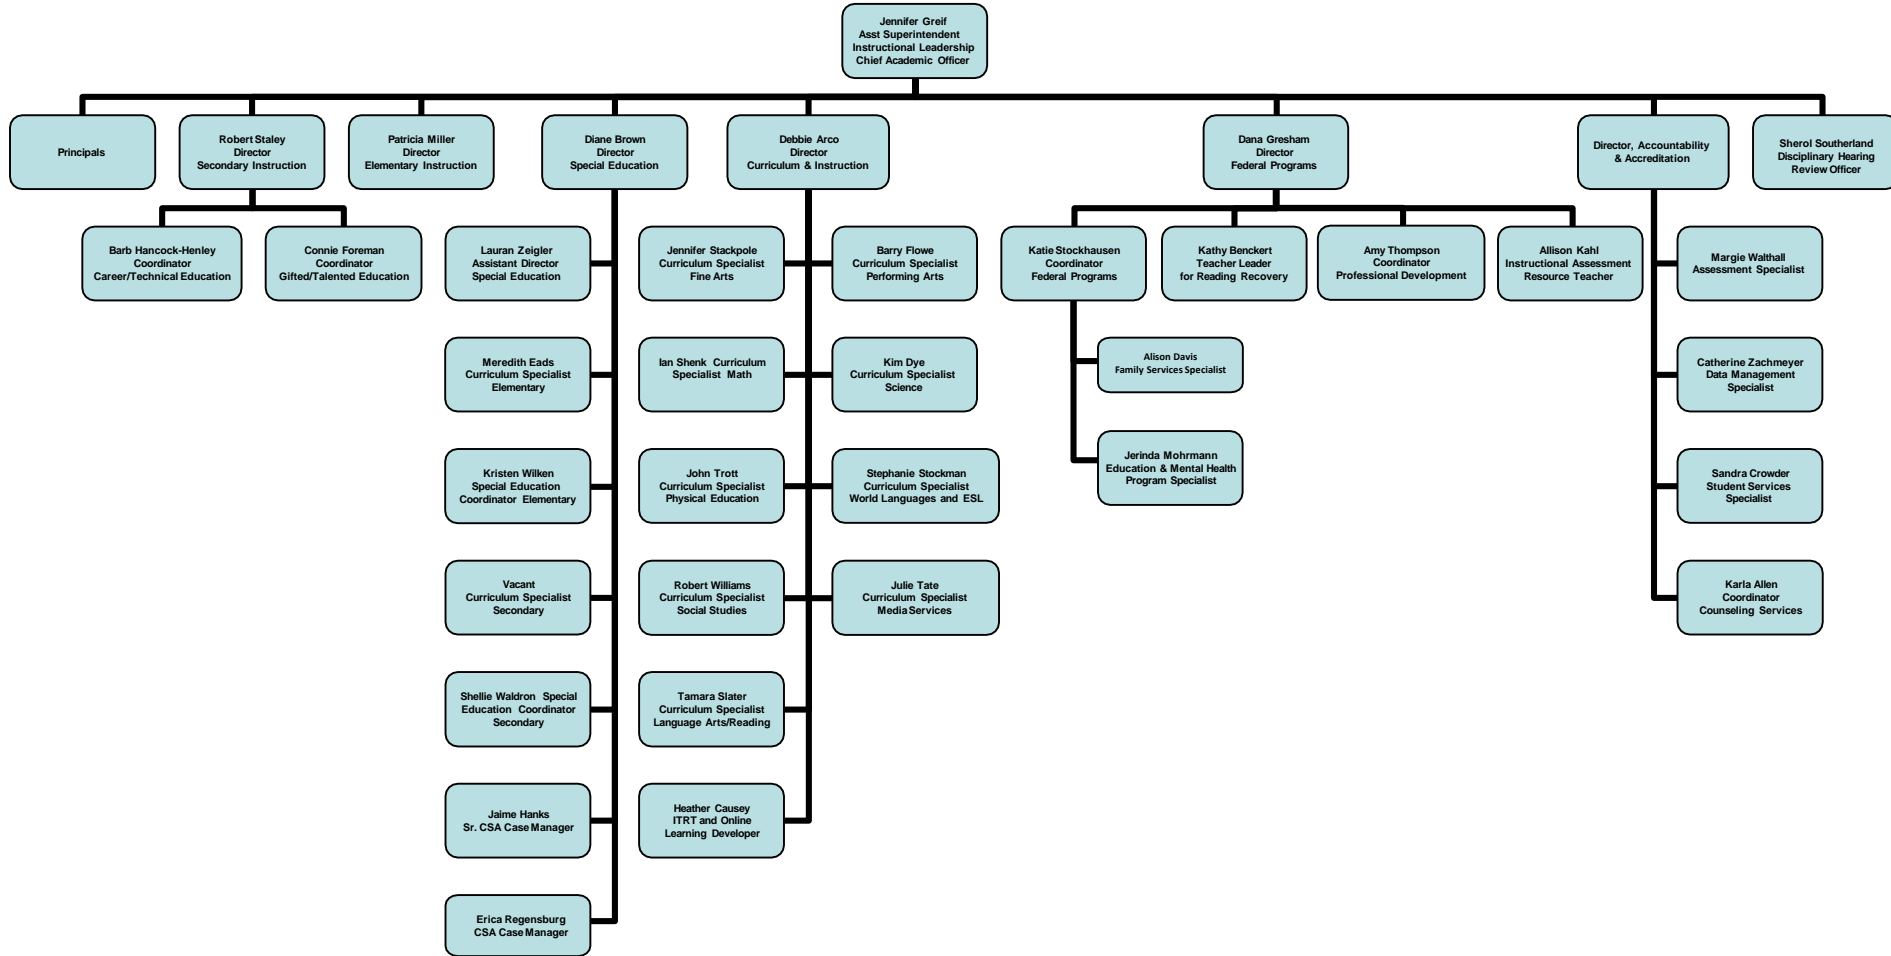 Jennifer Greif
Asst Superintendent
Instructional Leadership
Chief Academic Officer
Principals
Robert Staley
Director
Secondary Instruction
Patricia Miller
Director
Elementary Instruction
Diane Brown
Director
Special Education
Debbie Arco
Director
Curriculum & Instruction
Dana Gresham
Director
Federal Programs
Director, Accountability
& Accreditation
Sherol Southerland
Disciplinary Hearing
Review Officer
Barb Hancock-Henley
Coordinator
Career/Technical Education
Connie Foreman
Coordinator
Gifted/Talented Education
Lauran Zeigler
Assistant Director
Special Education
Jennifer Stackpole
Curriculum Specialist
Fine Arts
Barry Flowe
Curriculum Specialist
Performing Arts
Katie Stockhausen
Coordinator
Federal Programs
Kathy Benckert
Teacher Leader
for Reading Recovery
Amy Thompson
Coordinator
Professional Development
Allison Kahl
Instructional Assessment
Resource Teacher
Margie Walthall
Assessment Specialist
Meredith Eads
Curriculum Specialist
Elementary
Ian Shenk Curriculum
Specialist Math
Kim Dye
Curriculum Specialist
Science
Alison Davis
Family Services Specialist
Catherine Zachmeyer
Data Management
Specialist
Kristen Wilken
Special Education
Coordinator Elementary
John Trott
Curriculum Specialist
Physical Education
Stephanie Stockman
Curriculum Specialist
World Languages and ESL
Jerinda Mohrmann
Education & Mental Health
Program Specialist
Sandra Crowder
Student Services
Specialist
Vacant
Curriculum Specialist
Secondary
Robert Williams
Curriculum Specialist
Social Studies
Julie Tate
Curriculum Specialist
Media Services
Karla Allen
Coordinator
Counseling Services
Shellie Waldron Special
Education Coordinator
Secondary
Tamara Slater
Curriculum Specialist
Language Arts/Reading
Jaime Hanks
Sr. CSA Case Manager
Heather Causey
ITRT and Online
Learning Developer
Erica Regensburg
CSA Case Manager